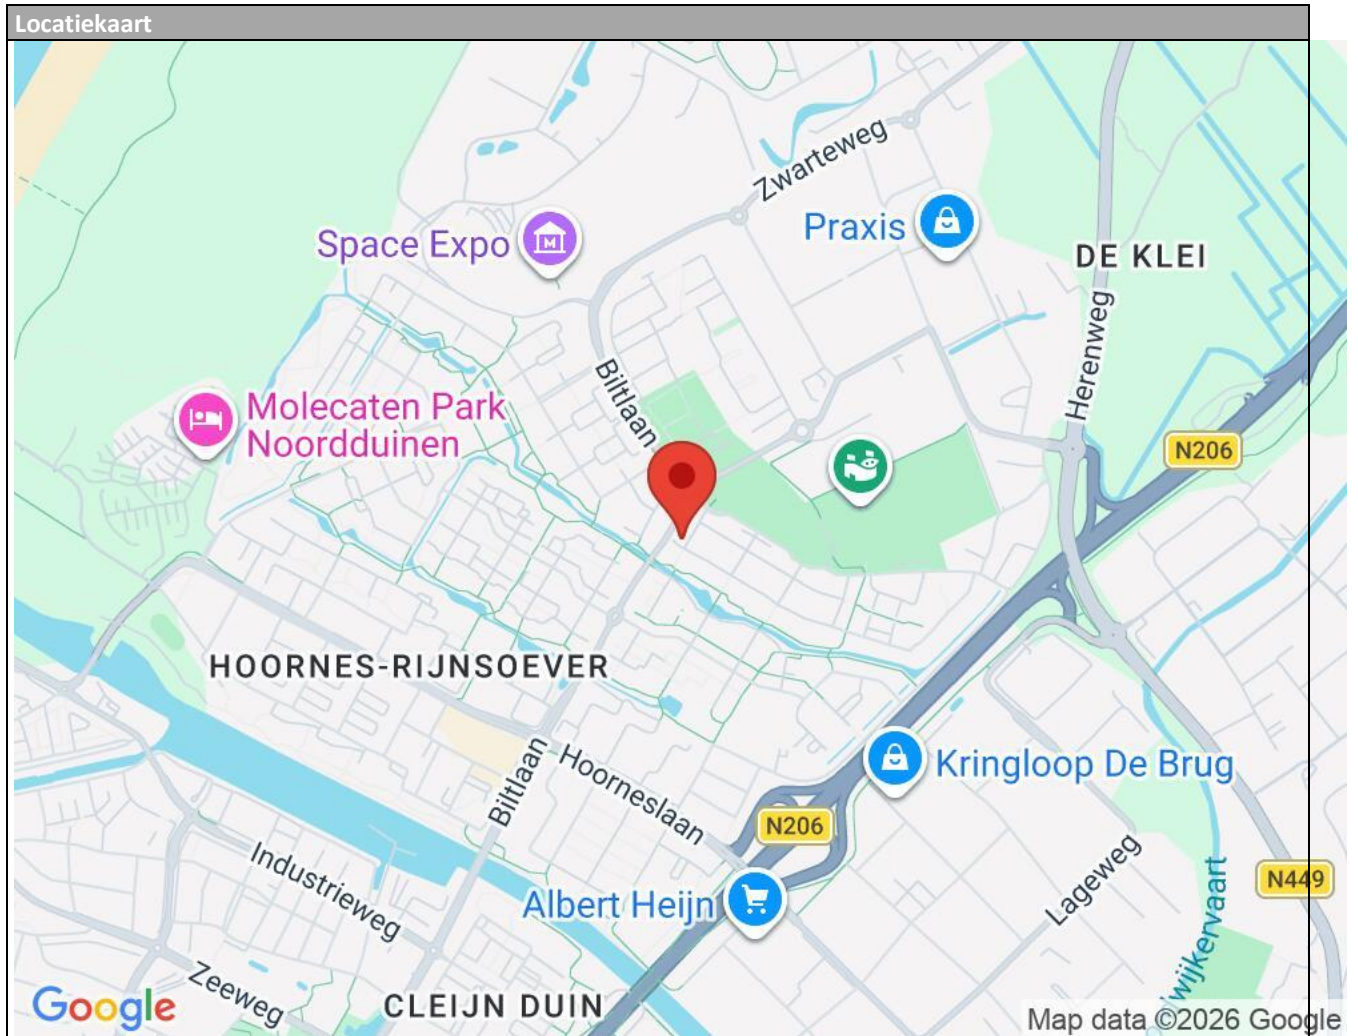 Locatiekaart
Zwarteweg
Praxis
Space Expo
DE KLEI
Herenweg
Biltlaan
Molecaten Park
Noordduinen
N206
HOORNES-RIJNSOEVER
Biltlaan
Hoorneslaan
Kringloop De Brug
N206
Industrieweg
Albert Heijn
Lageweg
N449
wijkervaart
Zeeweg
CLEIJN DUIN
Google
Map data ©2026 Google